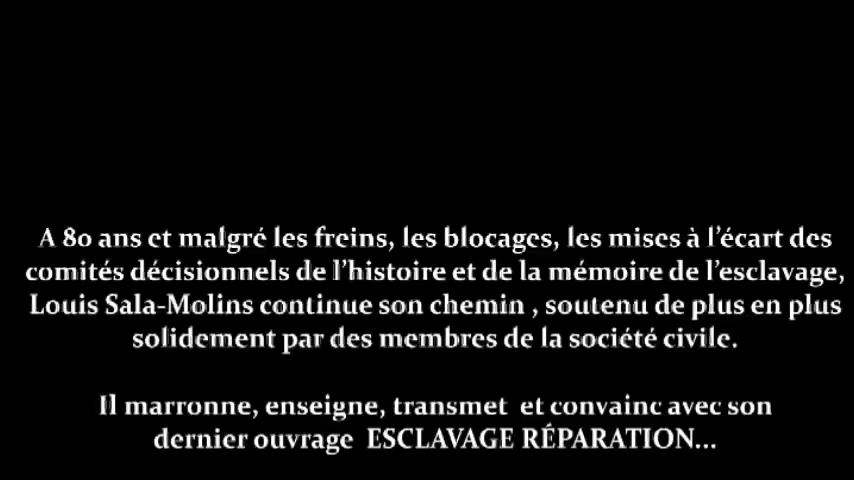 A 80 ans et malgré les freins, les blocages, les mises à l'écart des
comités décisionnels de l'histoire et de la mémoire de l'esclavage,
Louis Sala-Molins continue son chemin , soutenu de plus en plus
solidement par des membres de la société civile.
Il marronne, enseigne, transmet et convainc avec son
dernier ouvrage ESCLAVAGE RÉPARATION...